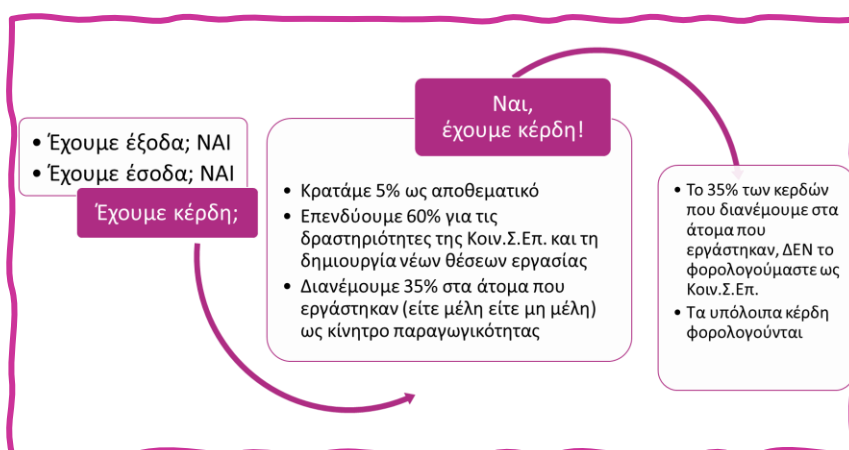 • Έχουμε έξοδα; ΝΑΙ
• Έχουμε έσοδα; ΝΑΙ
Έχουμε κέρδη;
Ναι,
έχουμε κέρδη!
• Κρατάμε 5% ως αποθεματικό
• Επενδύουμε 60% για τις
δραστηριότητες της Κοιν.Σ.Επ. και τη
δημιουργία νέων θέσεων εργασίας
• Διανέμουμε 35% στα άτομα που
εργάστηκαν (είτε μέλη είτε μη μέλη)
ως κίνητρο παραγωγικότητας
• Το 35% των κερδών
που διανέμουμε στα
άτομα που
εργάστηκαν, ΔΕΝ το
φορολογούμαστε ως
Κοιν.Σ.Επ.
• Τα υπόλοιπα κέρδη
φορολογούνται